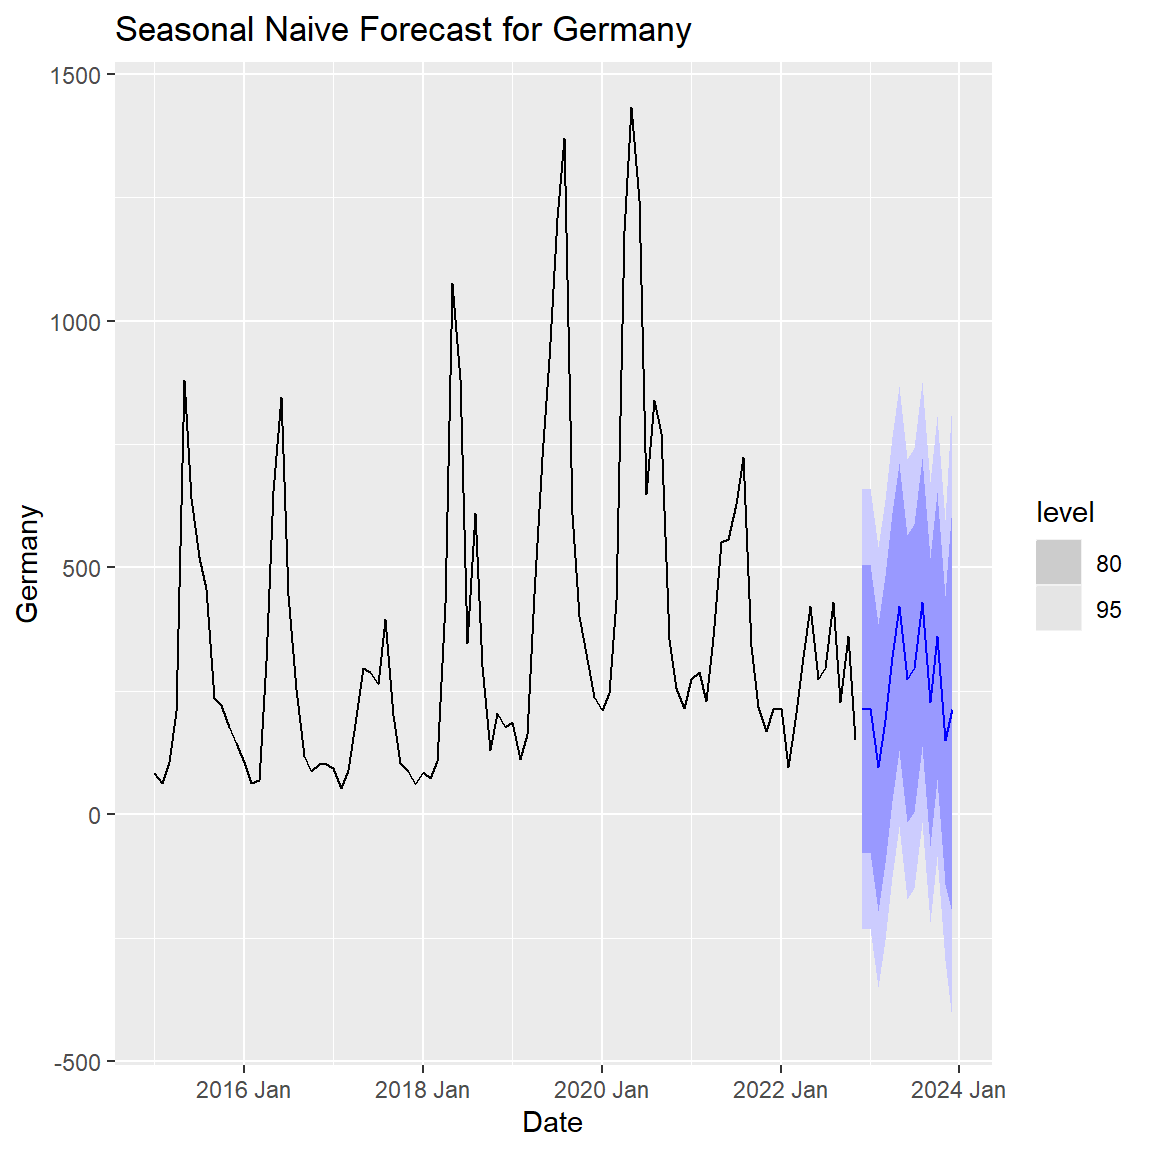 Seasonal Naive Forecast for Germany
1500
1000
500
0
-500
Germany
2016 Jan
2018 Jan
2020 Jan
2022 Jan
2024 Jan
Date
level
80
95